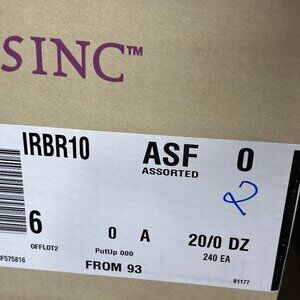 SINC™
IRBR10 ASF 0
ASSORTED
2
6 0 A 20/0 DZ
OFFLOT2 PutUp 000 240 EA
F575816 FROM 93 81177